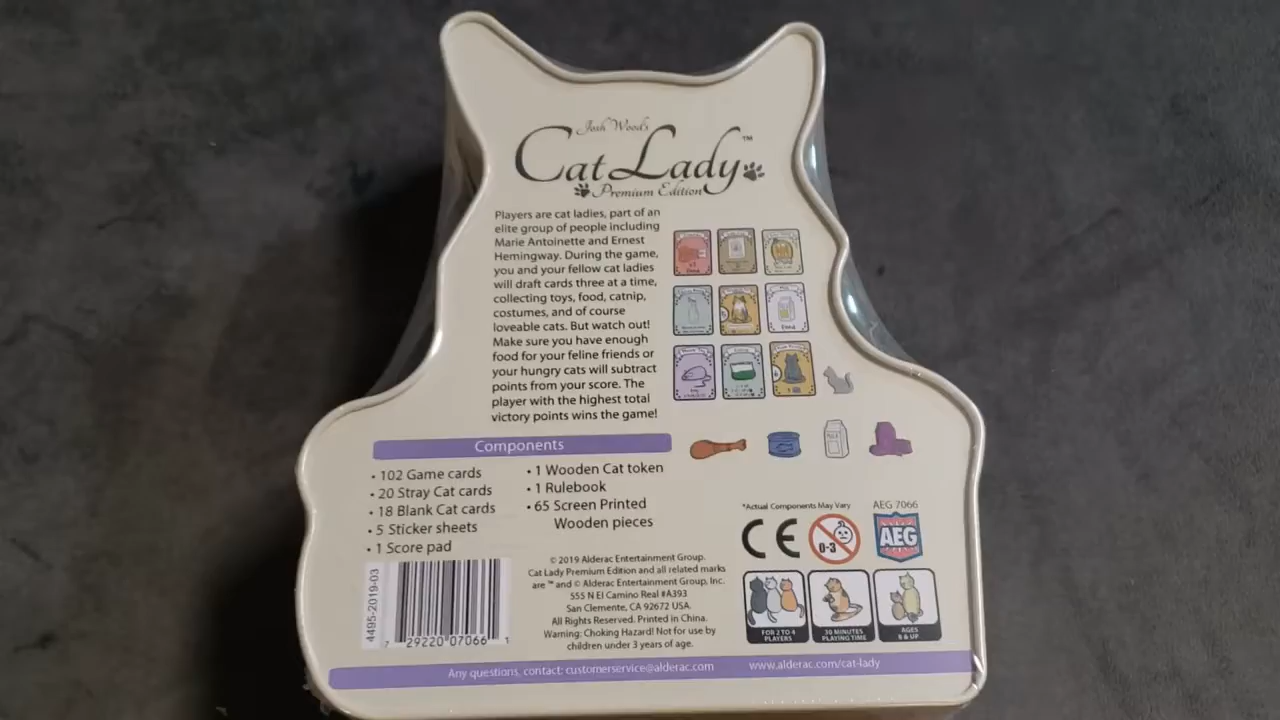 Josh Wood's
Cat Lady™
Premium Edition
Players are cat ladies, part of an
elite group of people including
Marie Antoinette and Ernest
Hemingway. During the game,
you and your fellow cat ladies
will draft cards three at a time,
collecting toys, food, catnip,
costumes, and of course
loveable cats. But watch out!
Make sure you have enough
food for your feline friends or
your hungry cats will subtract
points from your score. The
player with the highest total
victory points wins the game!
MILK
Components
• 102 Game cards
• 20 Stray Cat cards
• 18 Blank Cat cards
• 5 Sticker sheets
• 1 Score pad
• 1 Wooden Cat token
• 1 Rulebook
• 65 Screen Printed
Wooden pieces
*Actual Components May Vary
AEG 7066
CE
0-3
AEG
4495-2019-03
7 29220 07066 1
© 2019 Alderac Entertainment Group.
Cat Lady Premium Edition and all related marks
are ™ and © Alderac Entertainment Group, Inc.
555 N El Camino Real #A393
San Clemente, CA 92672 USA.
All Rights Reserved. Printed in China.
Warning: Choking Hazard! Not for use by
children under 3 years of age.
FOR 2 TO 4
PLAYERS
30 MINUTES
PLAYING TIME
AGES
8 & UP
Any questions, contact: customerservice@alderac.com
www.alderac.com/cat-lady